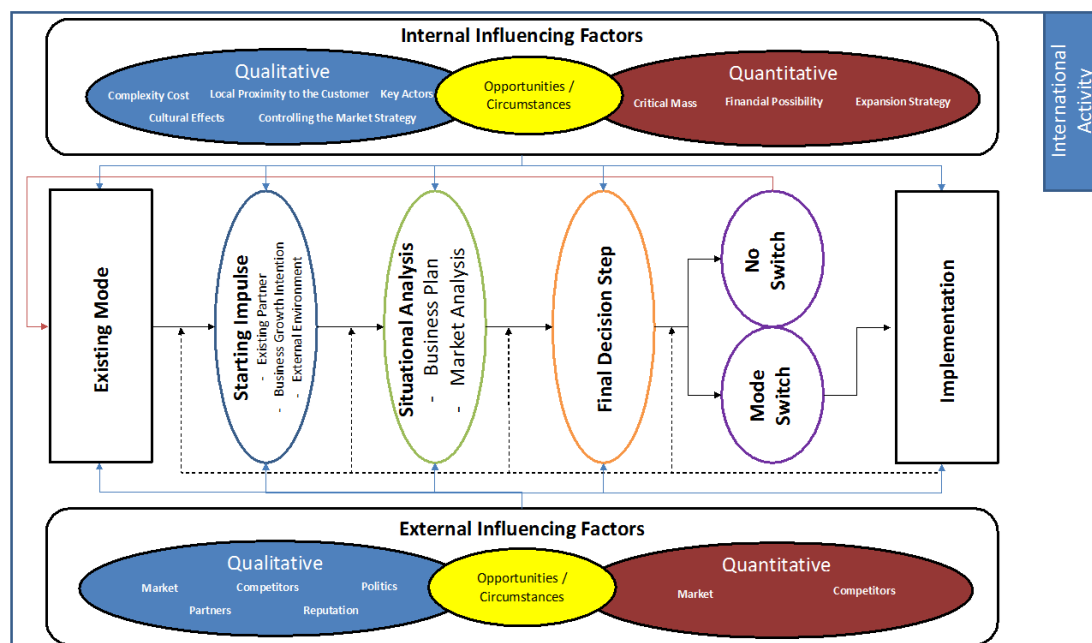 Internal Influencing Factors
Qualitative
Complexity Cost
Local Proximity to the Customer
Key Actors
Cultural Effects
Controlling the Market Strategy
Opportunities /
Circumstances
Quantitative
Critical Mass
Financial Possibility
Expansion Strategy
International
Activity
Existing Mode
Starting Impulse
- Existing Partner
- Business Growth Intention
- External Environment
Situational Analysis
- Business Plan
- Market Analysis
Final Decision Step
No
Switch
Mode
Switch
Implementation
External Influencing Factors
Qualitative
Market
Competitors
Politics
Partners
Reputation
Opportunities /
Circumstances
Quantitative
Market
Competitors